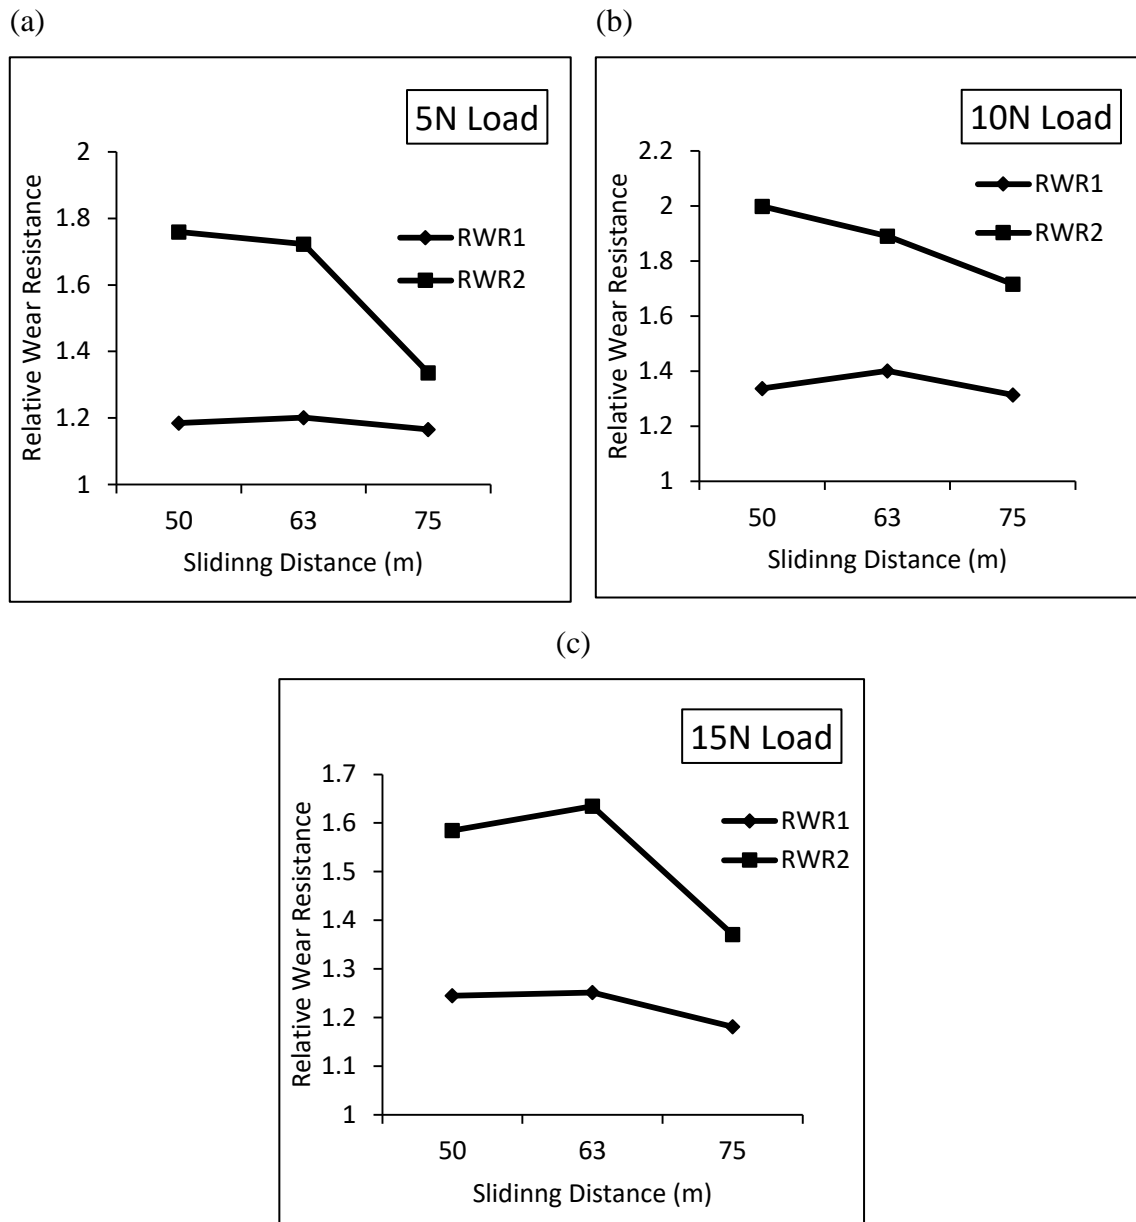 (a)
5N Load
Relative Wear Resistance
2
1.8
1.6
1.4
1.2
1
RWR1
RWR2
50 63 75
Slidinng Distance (m)
(b)
10N Load
Relative Wear Resistance
2.2
2
1.8
1.6
1.4
1.2
1
RWR1
RWR2
50 63 75
Slidinng Distance (m)
(c)
15N Load
Relative Wear Resistance
1.7
1.6
1.5
1.4
1.3
1.2
1.1
1
RWR1
RWR2
50 63 75
Slidinng Distance (m)